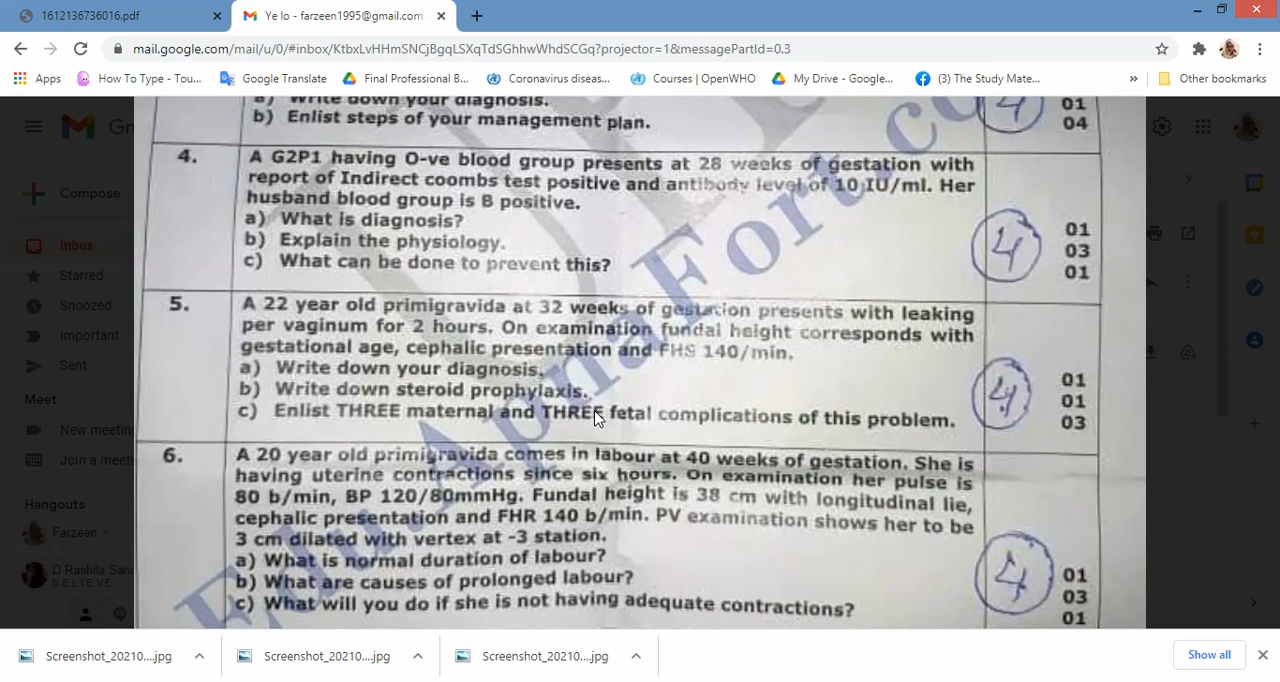 1612136736016.pdf
Ye lo - farzeen1995@gmail.com
mail.google.com/mail/u/0/#inbox/KtbxLvHHmSNCjBgqLSXqTdSGhhwWhdSCGq?projector=1&messagePartId=0.3
Apps
How To Type - Tou...
Google Translate
Final Professional B...
Coronavirus diseas...
Courses | OpenWHO
My Drive - Google...
(3) The Study Mate...
Other bookmarks
Compose
Inbox
Starred
Snoozed
Important
Sent
Meet
New meetin
Join a meeti
Hangouts
Farzeen
D Rashila Sand
B.E.L.I.E.V.E.
a) Write down your diagnosis. 01
b) Enlist steps of your management plan. 04
4
4. A G2P1 having O-ve blood group presents at 28 weeks of gestation with
report of Indirect coombs test positive and antibody level of 10 IU/ml. Her
husband blood group is B positive.
a) What is diagnosis? 01
b) Explain the physiology. 03
c) What can be done to prevent this? 01
4
5. A 22 year old primigravida at 32 weeks of gestation presents with leaking
per vaginum for 2 hours. On examination fundal height corresponds with
gestational age, cephalic presentation and FHS 140/min.
a) Write down your diagnosis. 01
b) Write down steroid prophylaxis. 01
c) Enlist THREE maternal and THREE fetal complications of this problem. 03
4
6. A 20 year old primigravida comes in labour at 40 weeks of gestation. She is
having uterine contractions since six hours. On examination her pulse is
80 b/min, BP 120/80mmHg. Fundal height is 38 cm with longitudinal lie,
cephalic presentation and FHR 140 b/min. PV examination shows her to be
3 cm dilated with vertex at -3 station.
a) What is normal duration of labour? 01
b) What are causes of prolonged labour? 03
c) What will you do if she is not having adequate contractions? 01
4
Edu.ApnaFort.co
Screenshot_20210....jpg
Screenshot_20210....jpg
Screenshot_20210....jpg
Show all